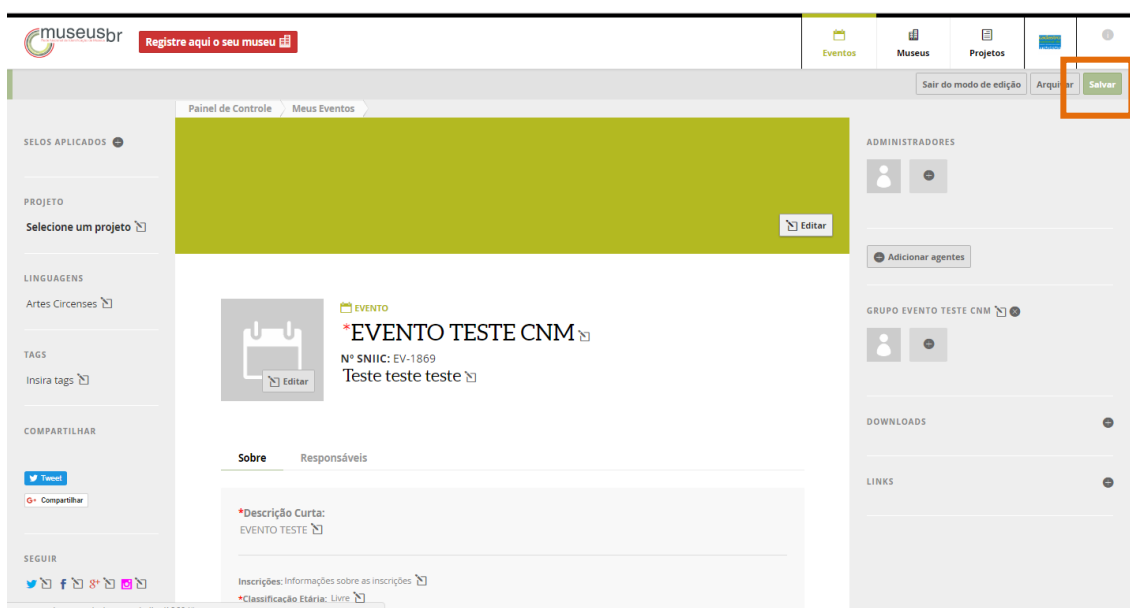 museusbr
Registre aqui o seu museu
Eventos
Museus
Projetos
Sair do modo de edição
Arquivar
Salvar
Painel de Controle
Meus Eventos
SELOS APLICADOS
PROJETO
Selecione um projeto
LINGUAGENS
Artes Circenses
TAGS
Insira tags
COMPARTILHAR
Tweet
G+ Compartilhar
SEGUIR
Editar
Editar
EVENTO
*EVENTO TESTE CNM
Nº SNIIC: EV-1869
Teste teste teste
Sobre
Responsáveis
*Descrição Curta:
EVENTO TESTE
Inscrições: Informações sobre as inscrições
*Classificação Etária: Livre
ADMINISTRADORES
Adicionar agentes
GRUPO EVENTO TESTE CNM
DOWNLOADS
LINKS